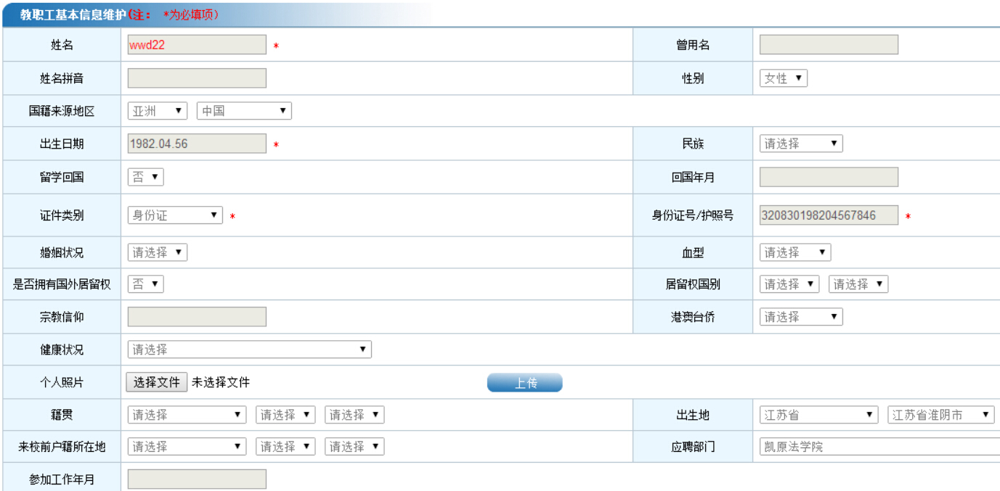 教职工基本信息维护(注： *为必填项)
姓名 wwd22 * 曾用名
姓名拼音 性别 女性
国籍来源地区 亚洲 中国
出生日期 1982.04.56 * 民族 请选择
留学回国 否 回国年月
证件类别 身份证 * 身份证号/护照号 320830198204567846 *
婚姻状况 请选择 血型 请选择
是否拥有国外居留权 否 居留权国别 请选择 请选择
宗教信仰 港澳台侨 请选择
健康状况 请选择
个人照片 选择文件 未选择文件 上传
籍贯 请选择 请选择 请选择 出生地 江苏省 江苏省淮阴市
来校前户籍所在地 请选择 请选择 请选择 应聘部门 凯原法学院
参加工作年月